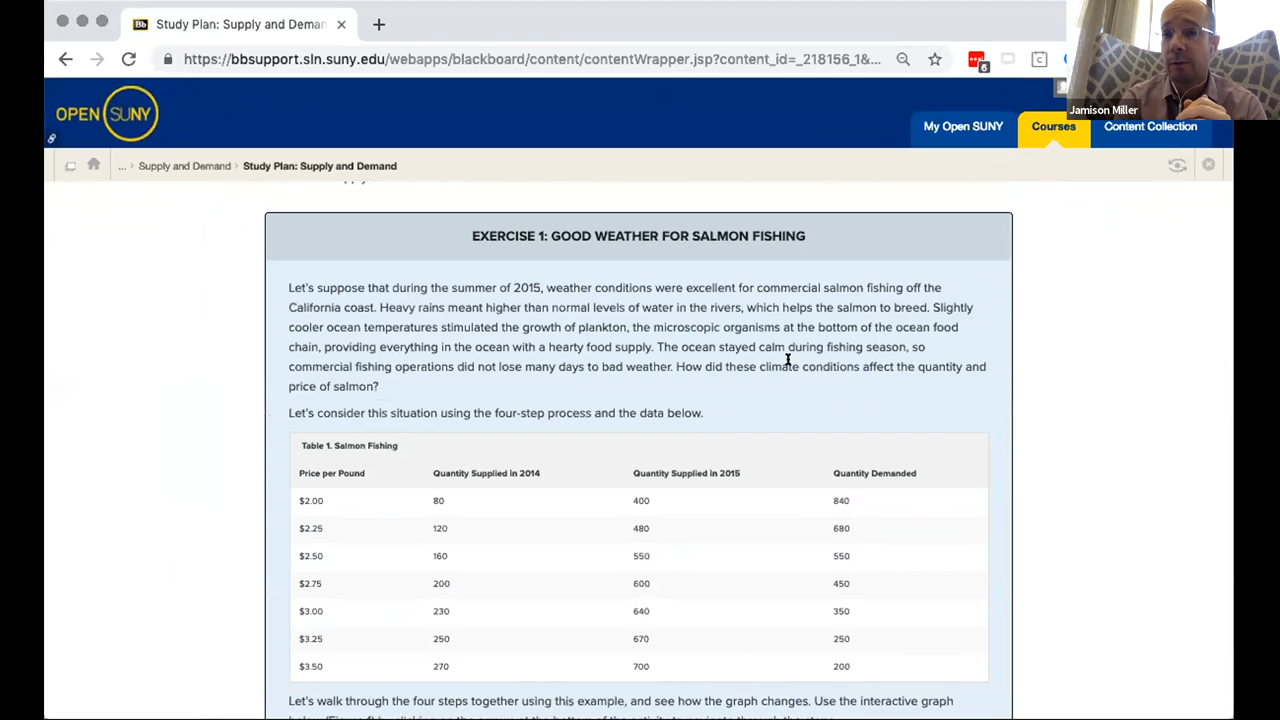 Bb Study Plan: Supply and Deman
https://bbsupport.sln.suny.edu/webapps/blackboard/content/contentWrapper.jsp?content_id=_218156_1&...
6
C
Jamison Miller
OPEN SUNY
My Open SUNY
Courses
Content Collection
... > Supply and Demand > Study Plan: Supply and Demand
EXERCISE 1: GOOD WEATHER FOR SALMON FISHING
Let's suppose that during the summer of 2015, weather conditions were excellent for commercial salmon fishing off the
California coast. Heavy rains meant higher than normal levels of water in the rivers, which helps the salmon to breed. Slightly
cooler ocean temperatures stimulated the growth of plankton, the microscopic organisms at the bottom of the ocean food
chain, providing everything in the ocean with a hearty food supply. The ocean stayed calm during fishing season, so
commercial fishing operations did not lose many days to bad weather. How did these climate conditions affect the quantity and
price of salmon?
Let's consider this situation using the four-step process and the data below.
Table 1. Salmon Fishing
Price per Pound Quantity Supplied in 2014 Quantity Supplied in 2015 Quantity Demanded
$2.00 80 400 840
$2.25 120 480 680
$2.50 160 550 550
$2.75 200 600 450
$3.00 230 640 350
$3.25 250 670 250
$3.50 270 700 200
Let's walk through the four steps together using this example, and see how the graph changes. Use the interactive graph